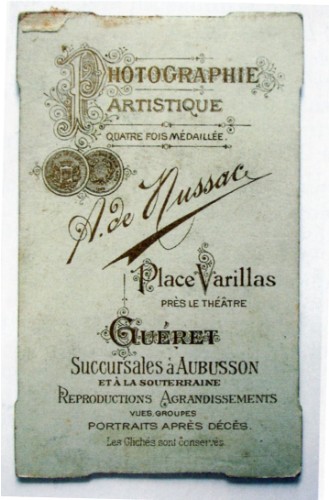 PHOTOGRAPHIE
ARTISTIQUE
QUATRE FOIS MÉDAILLÉE.
A. de Nussac
Place Varillas
PRÈS LE THÉÂTRE
GUÉRET
SUCCURSALES À AUBUSSON
ET À LA SOUTERRAINE
REPRODUCTIONS AGRANDISSEMENTS
VUES. GROUPES
PORTRAITS APRÈS DÉCÈS.
Les Clichés sont Conservés.